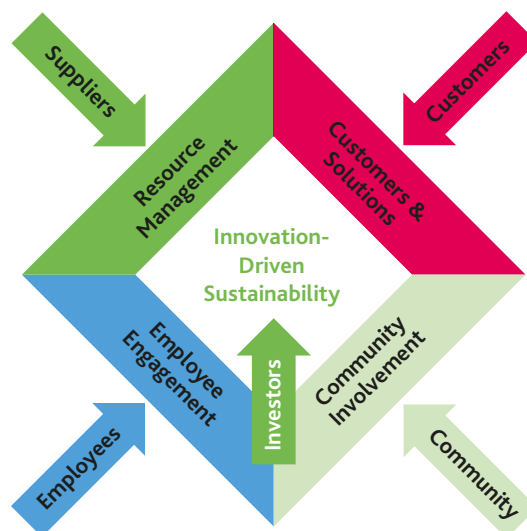 Suppliers
Customers
Resource
Management
Customers &
Solutions
Innovation-
Driven
Sustainability
Employee
Engagement
Investors
Community
Involvement
Employees
Community